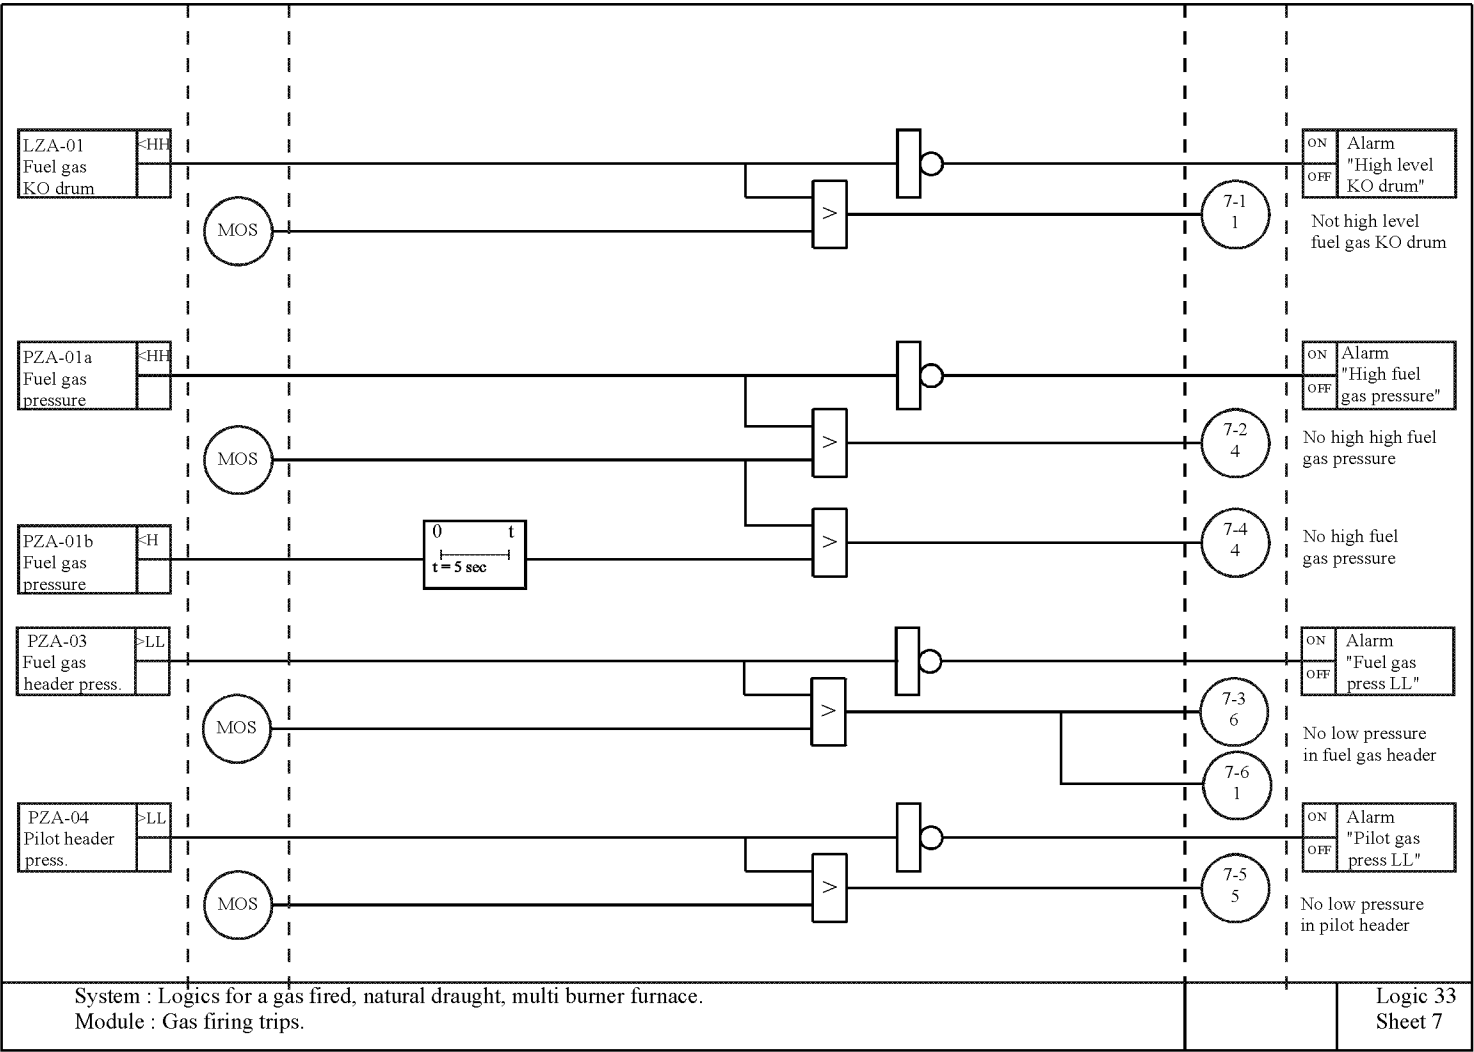 LZA-01
Fuel gas
KO drum
<HH
MOS
>
ON
OFF
Alarm
"High level
KO drum"
7-1
1
Not high level
fuel gas KO drum
PZA-01a
Fuel gas
pressure
<HH
MOS
>
ON
OFF
Alarm
"High fuel
gas pressure"
7-2
4
No high high fuel
gas pressure
PZA-01b
Fuel gas
pressure
<H
0 t
t = 5 sec
>
7-4
4
No high fuel
gas pressure
PZA-03
Fuel gas
header press.
>LL
MOS
>
ON
OFF
Alarm
"Fuel gas
press LL"
7-3
6
No low pressure
in fuel gas header
7-6
1
PZA-04
Pilot header
press.
>LL
MOS
>
ON
OFF
Alarm
"Pilot gas
press LL"
7-5
5
No low pressure
in pilot header
System : Logics for a gas fired, natural draught, multi burner furnace.
Module : Gas firing trips.
Logic 33
Sheet 7